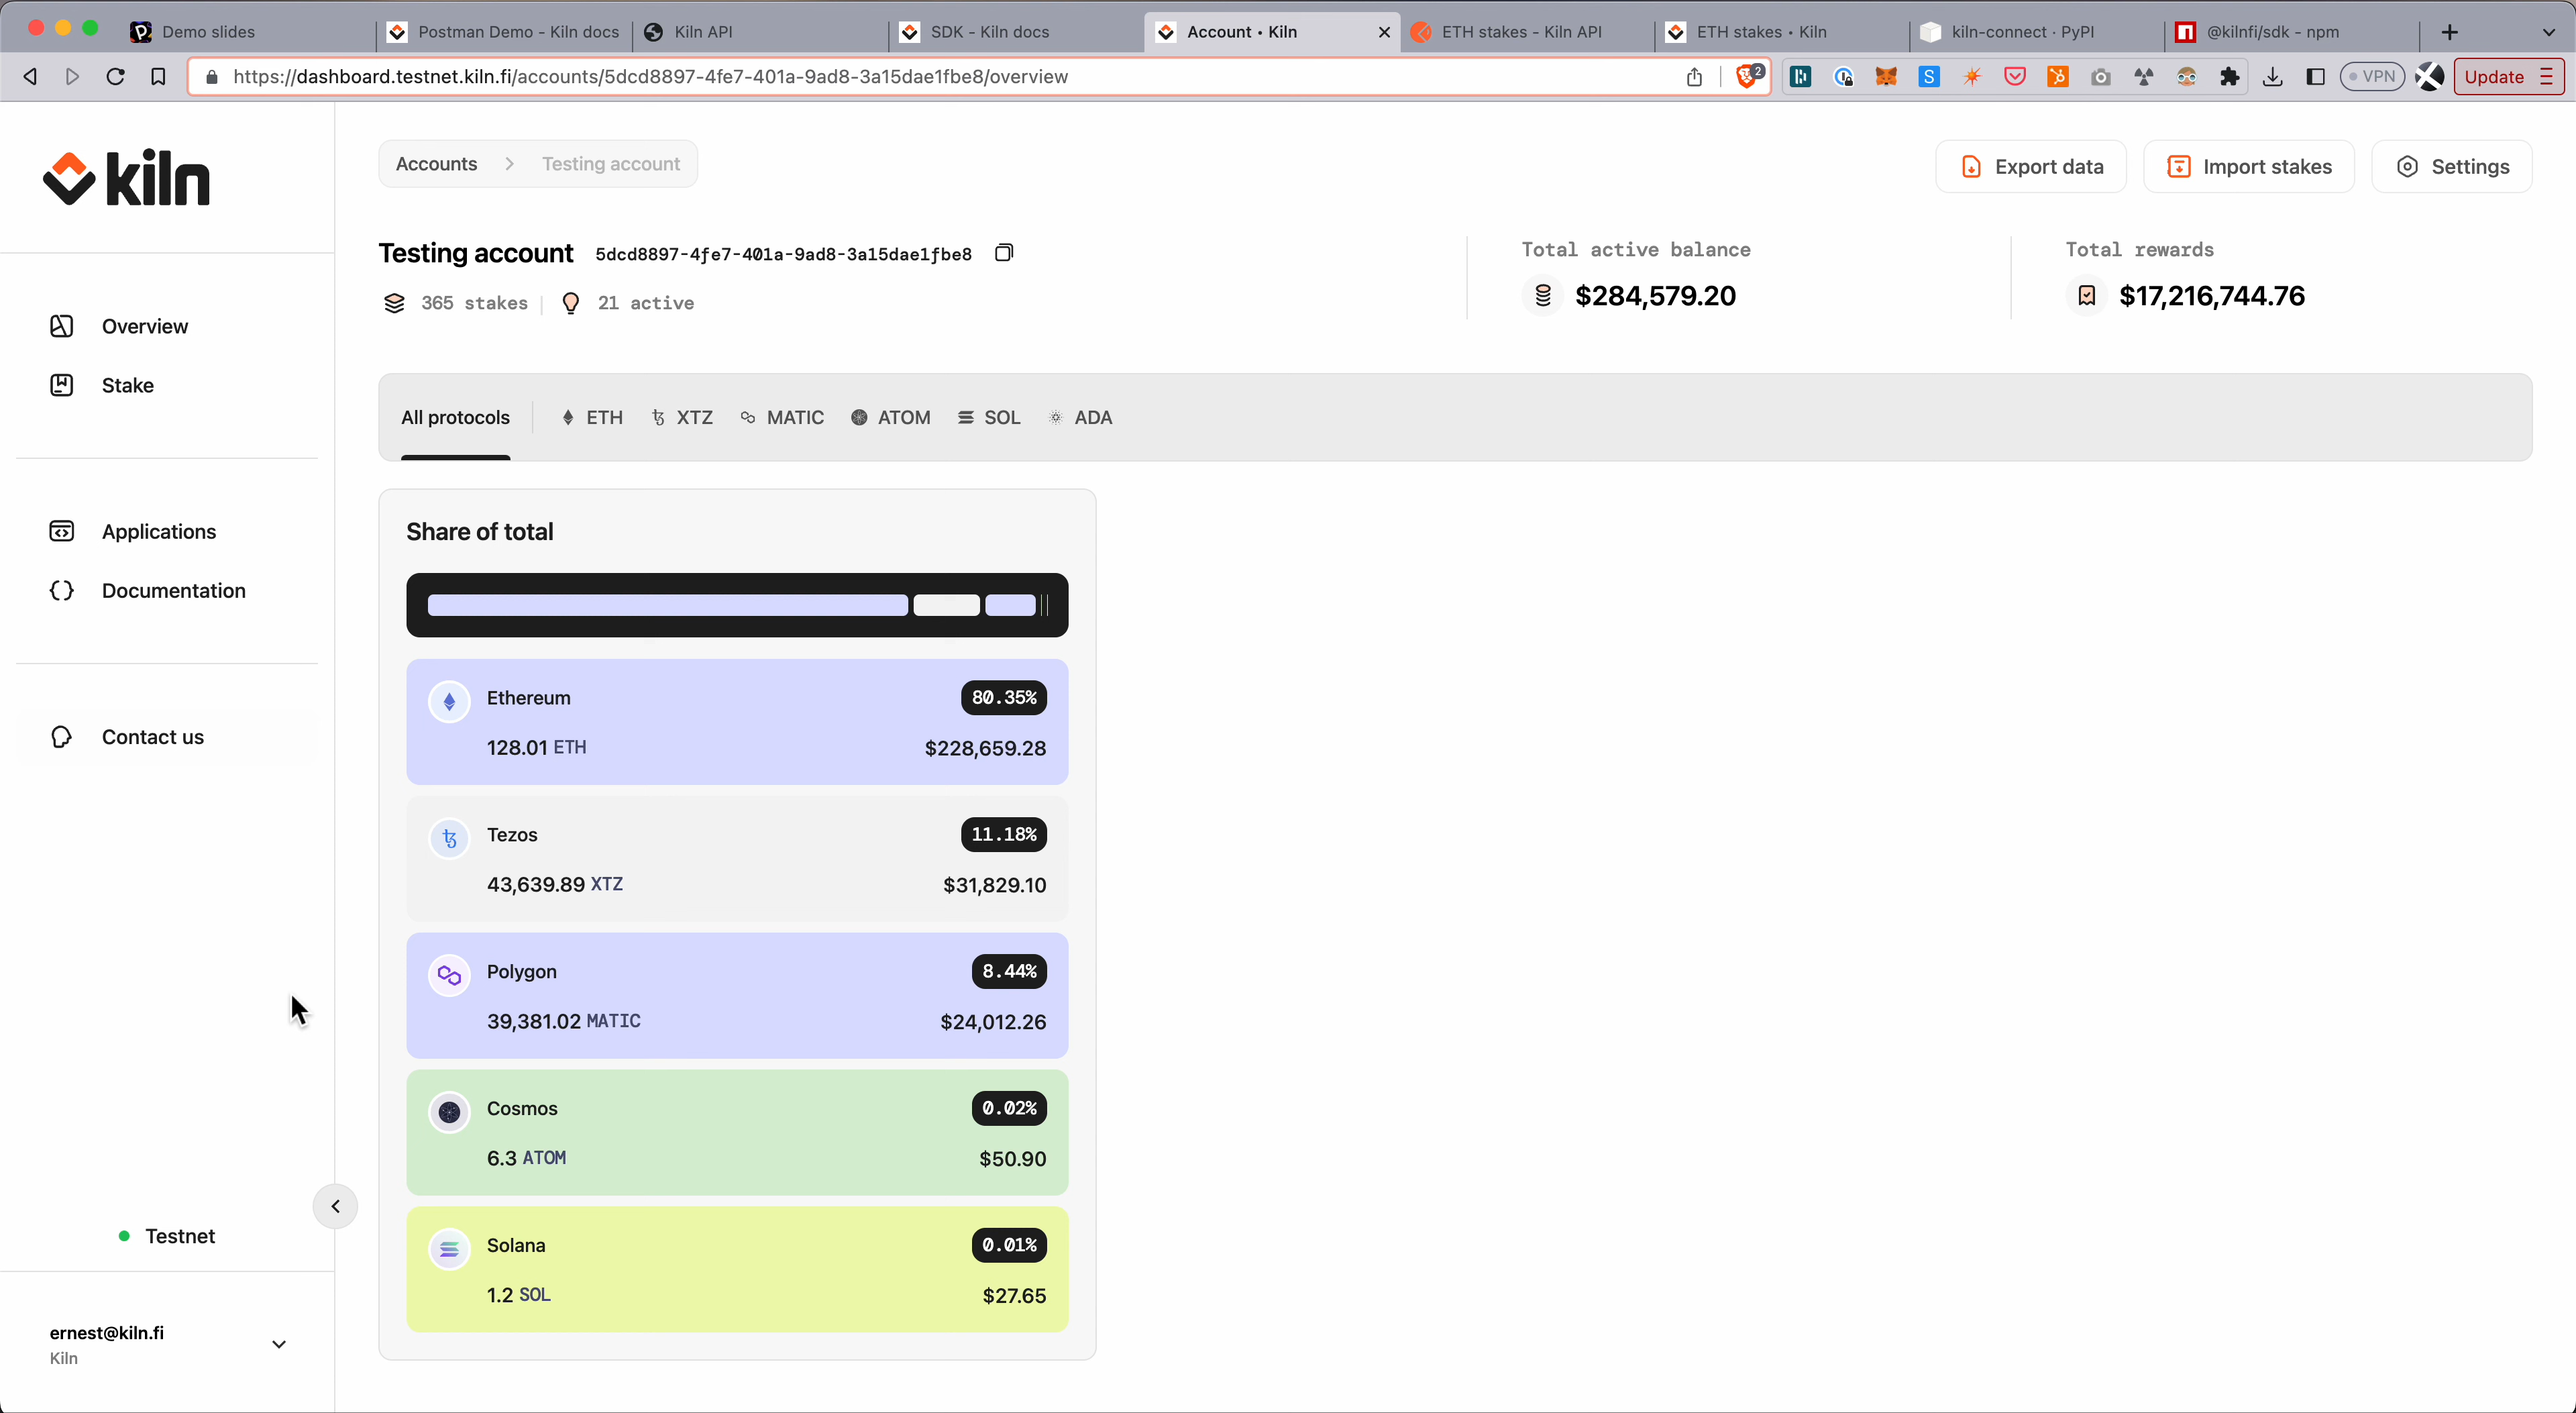 Demo slides
Postman Demo - Kiln docs
Kiln API
SDK - Kiln docs
Account • Kiln
ETH stakes - Kiln API
ETH stakes • Kiln
kiln-connect · PyPI
@kilnfi/sdk - npm
https://dashboard.testnet.kiln.fi/accounts/5dcd8897-4fe7-401a-9ad8-3a15dae1fbe8/overview
2
S
VPN
Update
kiln
Accounts
Testing account
Export data
Import stakes
Settings
Testing account 5dcd8897-4fe7-401a-9ad8-3a15dae1fbe8
365 stakes
21 active
Total active balance
$284,579.20
Total rewards
$17,216,744.76
Overview
Stake
Applications
Documentation
Contact us
All protocols
ETH
XTZ
MATIC
ATOM
SOL
ADA
Share of total
Ethereum 80.35%
128.01 ETH $228,659.28
Tezos 11.18%
43,639.89 XTZ $31,829.10
Polygon 8.44%
39,381.02 MATIC $24,012.26
Cosmos 0.02%
6.3 ATOM $50.90
Solana 0.01%
1.2 SOL $27.65
Testnet
ernest@kiln.fi
Kiln